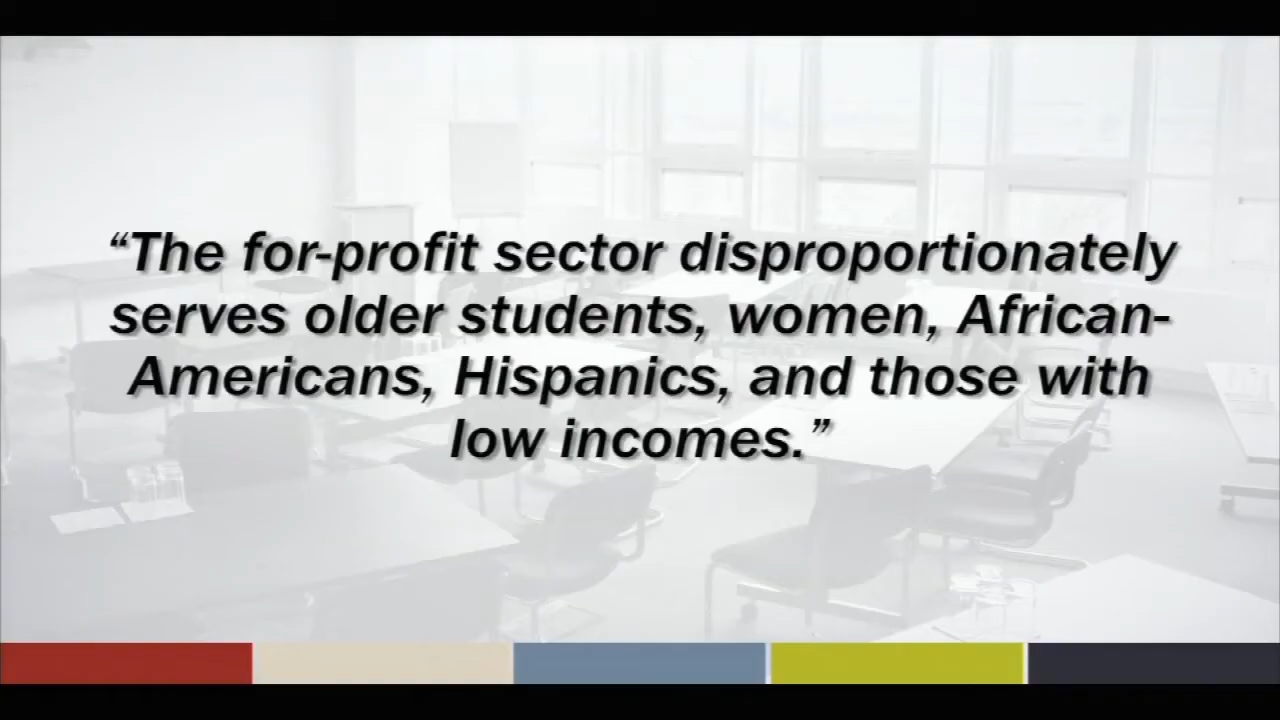 “The for-profit sector disproportionately
serves older students, women, African-
Americans, Hispanics, and those with
low incomes.”